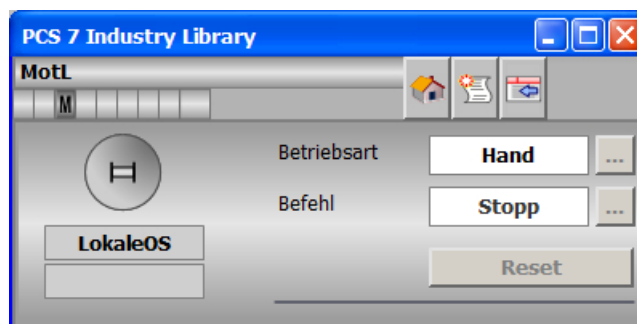 PCS 7 Industry Library
MotL
M
Betriebsart
Hand
...
Befehl
Stopp
...
LokaleOS
Reset